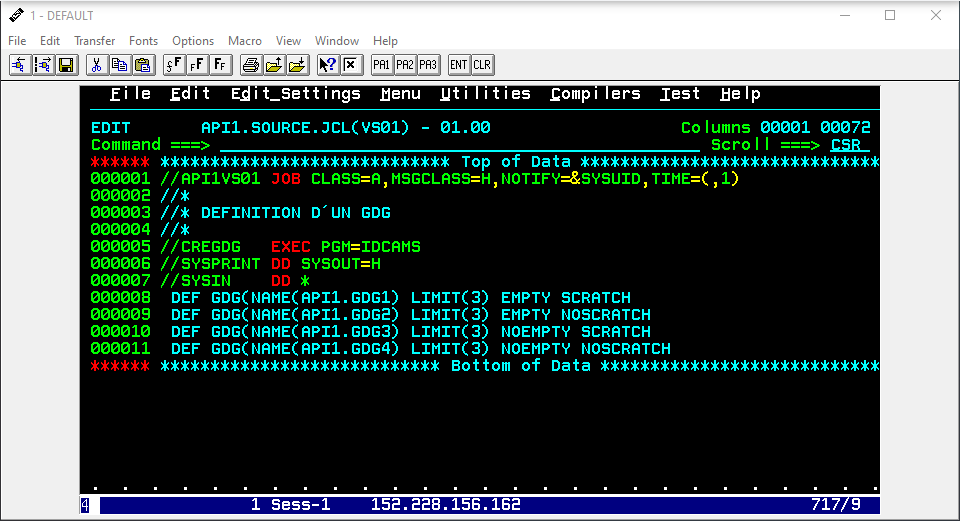 1 - DEFAULT
File Edit Transfer Fonts Options Macro View Window Help
PA1 PA2 PA3 ENT CLR
File Edit Edit_Settings Menu Utilities Compilers Test Help
EDIT API1.SOURCE.JCL(VS01) - 01.00 Columns 00001 00072
Command ===> Scroll ===> CSR
****** ***************************** Top of Data ******************************
000001 //API1VS01 JOB CLASS=A,MSGCLASS=H,NOTIFY=&SYSUID,TIME=(,1)
000002 //*
000003 //* DEFINITION D´UN GDG
000004 //*
000005 //CREGDG   EXEC PGM=IDCAMS
000006 //SYSPRINT DD SYSOUT=H
000007 //SYSIN    DD *
000008  DEF GDG(NAME(API1.GDG1) LIMIT(3) EMPTY SCRATCH
000009  DEF GDG(NAME(API1.GDG2) LIMIT(3) EMPTY NOSCRATCH
000010  DEF GDG(NAME(API1.GDG3) LIMIT(3) NOEMPTY SCRATCH
000011  DEF GDG(NAME(API1.GDG4) LIMIT(3) NOEMPTY NOSCRATCH
****** **************************** Bottom of Data ****************************
. . . . . . . . . . . . . . . . . . . . . . . . . . .
4 1 Sess-1 152.228.156.162 717/9